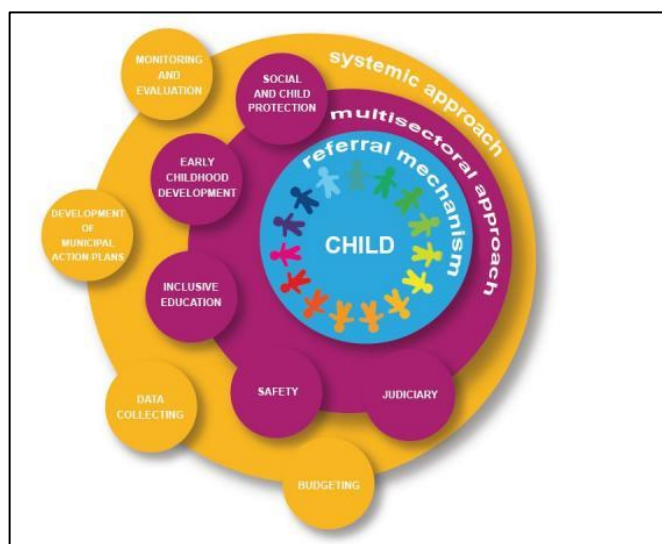 systemic approach
multisectoral approach
referral mechanism
CHILD
MONITORING
AND
EVALUATION
SOCIAL
AND CHILD
PROTECTION
EARLY
CHILDHOOD
DEVELOPMENT
DEVELOPMENT
OF
MUNICIPAL
ACTION PLANS
INCLUSIVE
EDUCATION
DATA
COLLECTING
SAFETY
JUDICIARY
BUDGETING